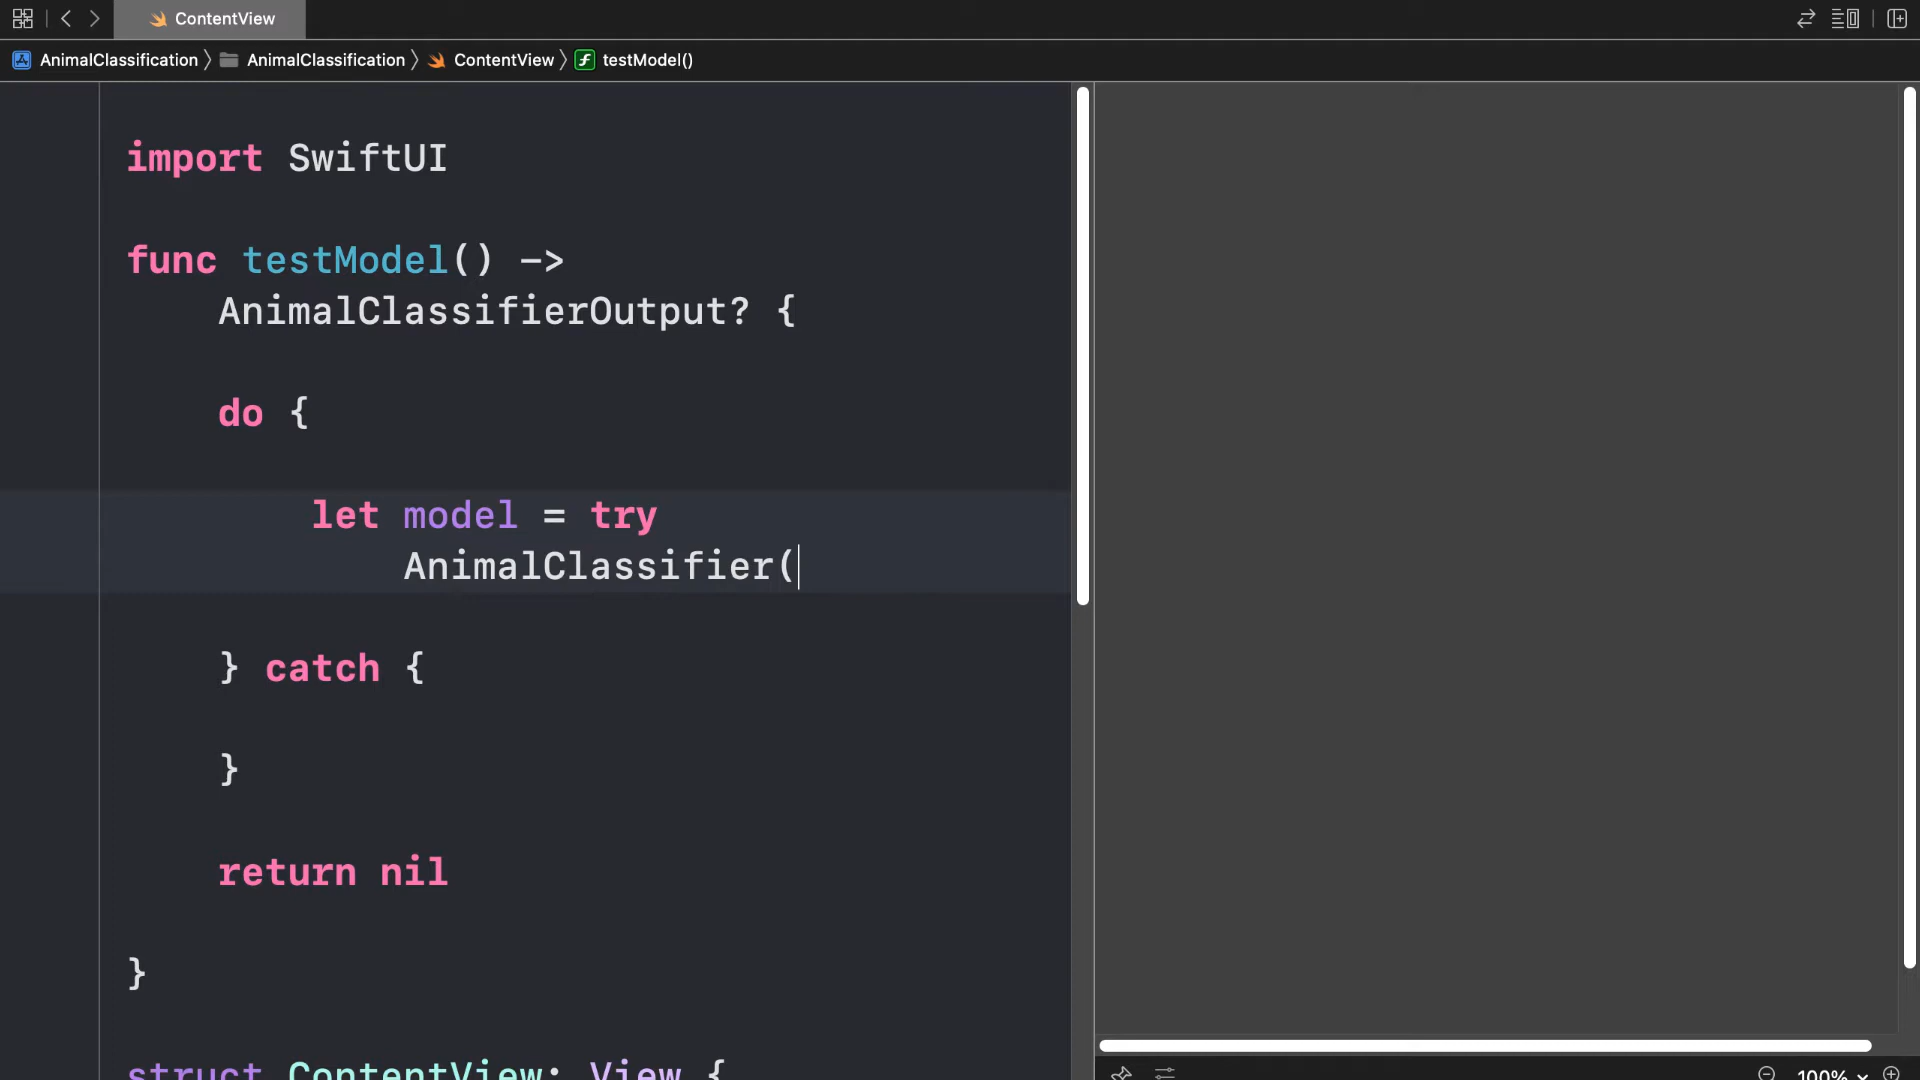 ContentView
AnimalClassification 〉 AnimalClassification 〉 ContentView 〉 testModel()
import SwiftUI
func testModel() ->
AnimalClassifierOutput? {
do {
let model = try
AnimalClassifier(
} catch {
}
return nil
}
struct ContentView: View {
100%